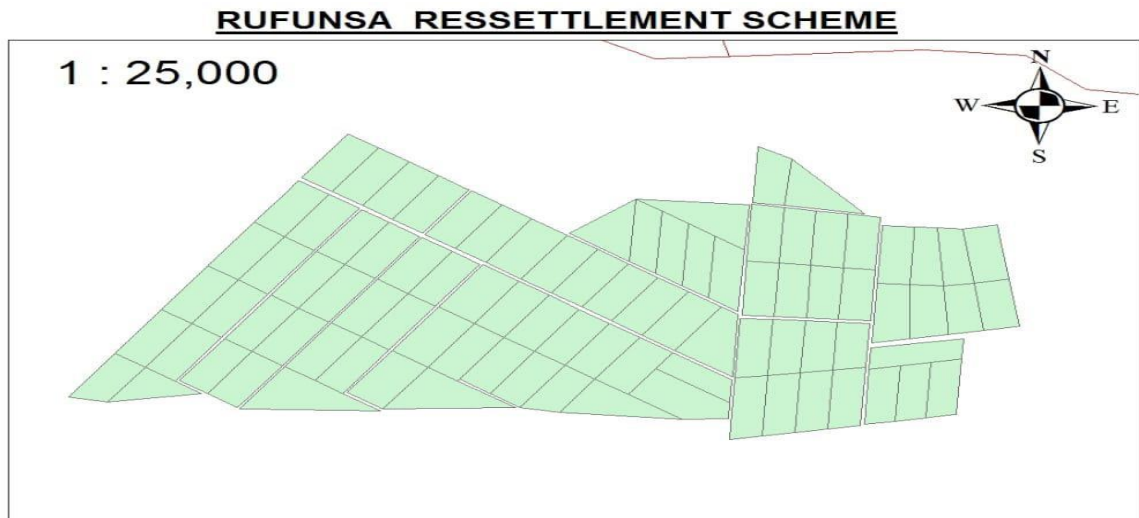 RUFUNSA RESSETTLEMENT SCHEME
1 : 25,000
N
W E
S